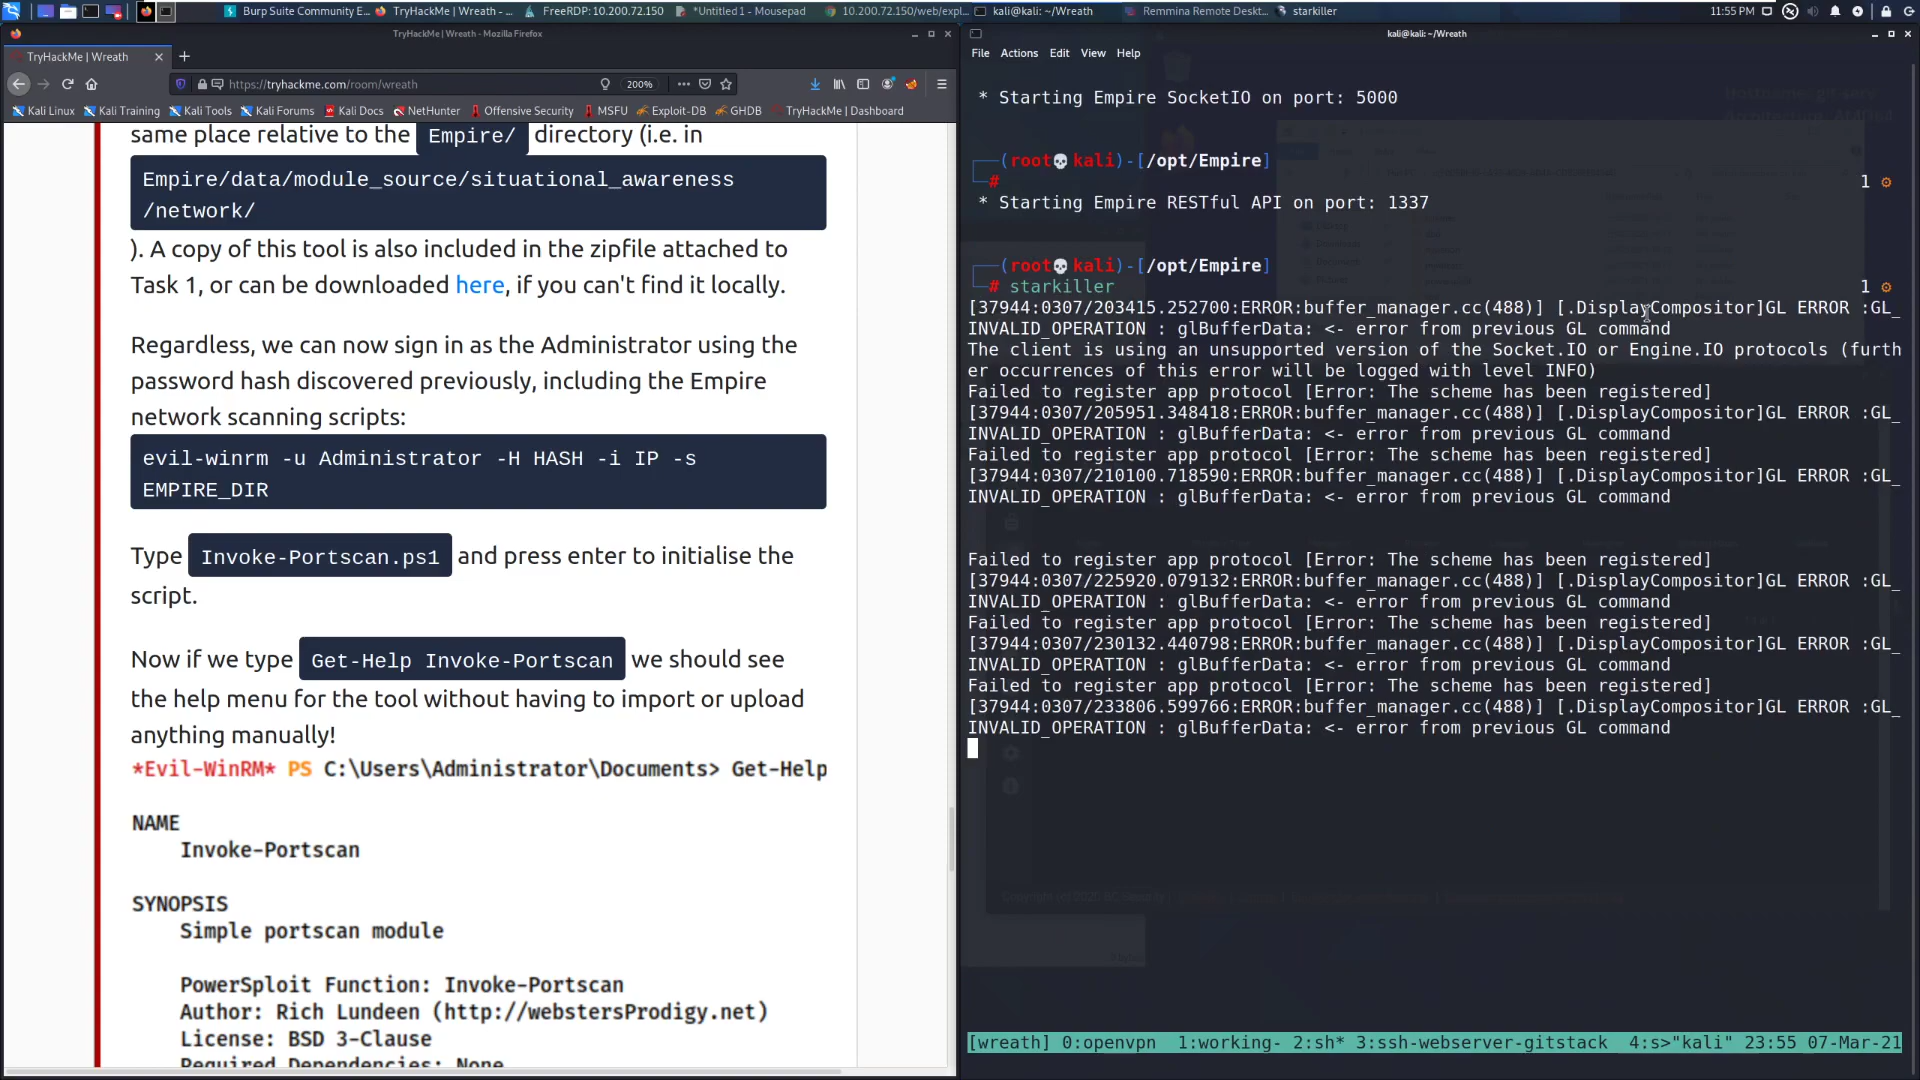 Burp Suite Community E...
TryHackMe | Wreath - ...
FreeRDP: 10.200.72.150
*Untitled 1 - Mousepad
10.200.72.150/web/expl...
kali@kali: ~/Wreath
Remmina Remote Deskt...
starkiller
11:55 PM
TryHackMe | Wreath - Mozilla Firefox
TryHackMe | Wreath
https://tryhackme.com/room/wreath
200%
Kali Linux
Kali Training
Kali Tools
Kali Forums
Kali Docs
NetHunter
Offensive Security
MSFU
Exploit-DB
GHDB
TryHackMe | Dashboard
same place relative to the Empire/ directory (i.e. in
Empire/data/module_source/situational_awareness
/network/
). A copy of this tool is also included in the zipfile attached to
Task 1, or can be downloaded here, if you can't find it locally.
Regardless, we can now sign in as the Administrator using the
password hash discovered previously, including the Empire
network scanning scripts:
evil-winrm -u Administrator -H HASH -i IP -s
EMPIRE_DIR
Type Invoke-Portscan.ps1 and press enter to initialise the
script.
Now if we type Get-Help Invoke-Portscan we should see
the help menu for the tool without having to import or upload
anything manually!
*Evil-WinRM* PS C:\Users\Administrator\Documents> Get-Help
NAME
Invoke-Portscan
SYNOPSIS
Simple portscan module
PowerSploit Function: Invoke-Portscan
Author: Rich Lundeen (http://webstersProdigy.net)
License: BSD 3-Clause
Required Dependencies: None
kali@kali: ~/Wreath
File Actions Edit View Help
* Starting Empire SocketIO on port: 5000
(root💀kali)-[/opt/Empire]
# 1
* Starting Empire RESTful API on port: 1337
(root💀kali)-[/opt/Empire]
# starkiller 1
[37944:0307/203415.252700:ERROR:buffer_manager.cc(488)] [.DisplayCompositor]GL ERROR :GL_
INVALID_OPERATION : glBufferData: <- error from previous GL command
The client is using an unsupported version of the Socket.IO or Engine.IO protocols (furth
er occurrences of this error will be logged with level INFO)
Failed to register app protocol [Error: The scheme has been registered]
[37944:0307/205951.348418:ERROR:buffer_manager.cc(488)] [.DisplayCompositor]GL ERROR :GL_
INVALID_OPERATION : glBufferData: <- error from previous GL command
Failed to register app protocol [Error: The scheme has been registered]
[37944:0307/210100.718590:ERROR:buffer_manager.cc(488)] [.DisplayCompositor]GL ERROR :GL_
INVALID_OPERATION : glBufferData: <- error from previous GL command
Failed to register app protocol [Error: The scheme has been registered]
[37944:0307/225920.079132:ERROR:buffer_manager.cc(488)] [.DisplayCompositor]GL ERROR :GL_
INVALID_OPERATION : glBufferData: <- error from previous GL command
Failed to register app protocol [Error: The scheme has been registered]
[37944:0307/230132.440798:ERROR:buffer_manager.cc(488)] [.DisplayCompositor]GL ERROR :GL_
INVALID_OPERATION : glBufferData: <- error from previous GL command
Failed to register app protocol [Error: The scheme has been registered]
[37944:0307/233806.599766:ERROR:buffer_manager.cc(488)] [.DisplayCompositor]GL ERROR :GL_
INVALID_OPERATION : glBufferData: <- error from previous GL command
[wreath] 0:openvpn 1:working- 2:sh* 3:ssh-webserver-gitstack 4:s>"kali" 23:55 07-Mar-21